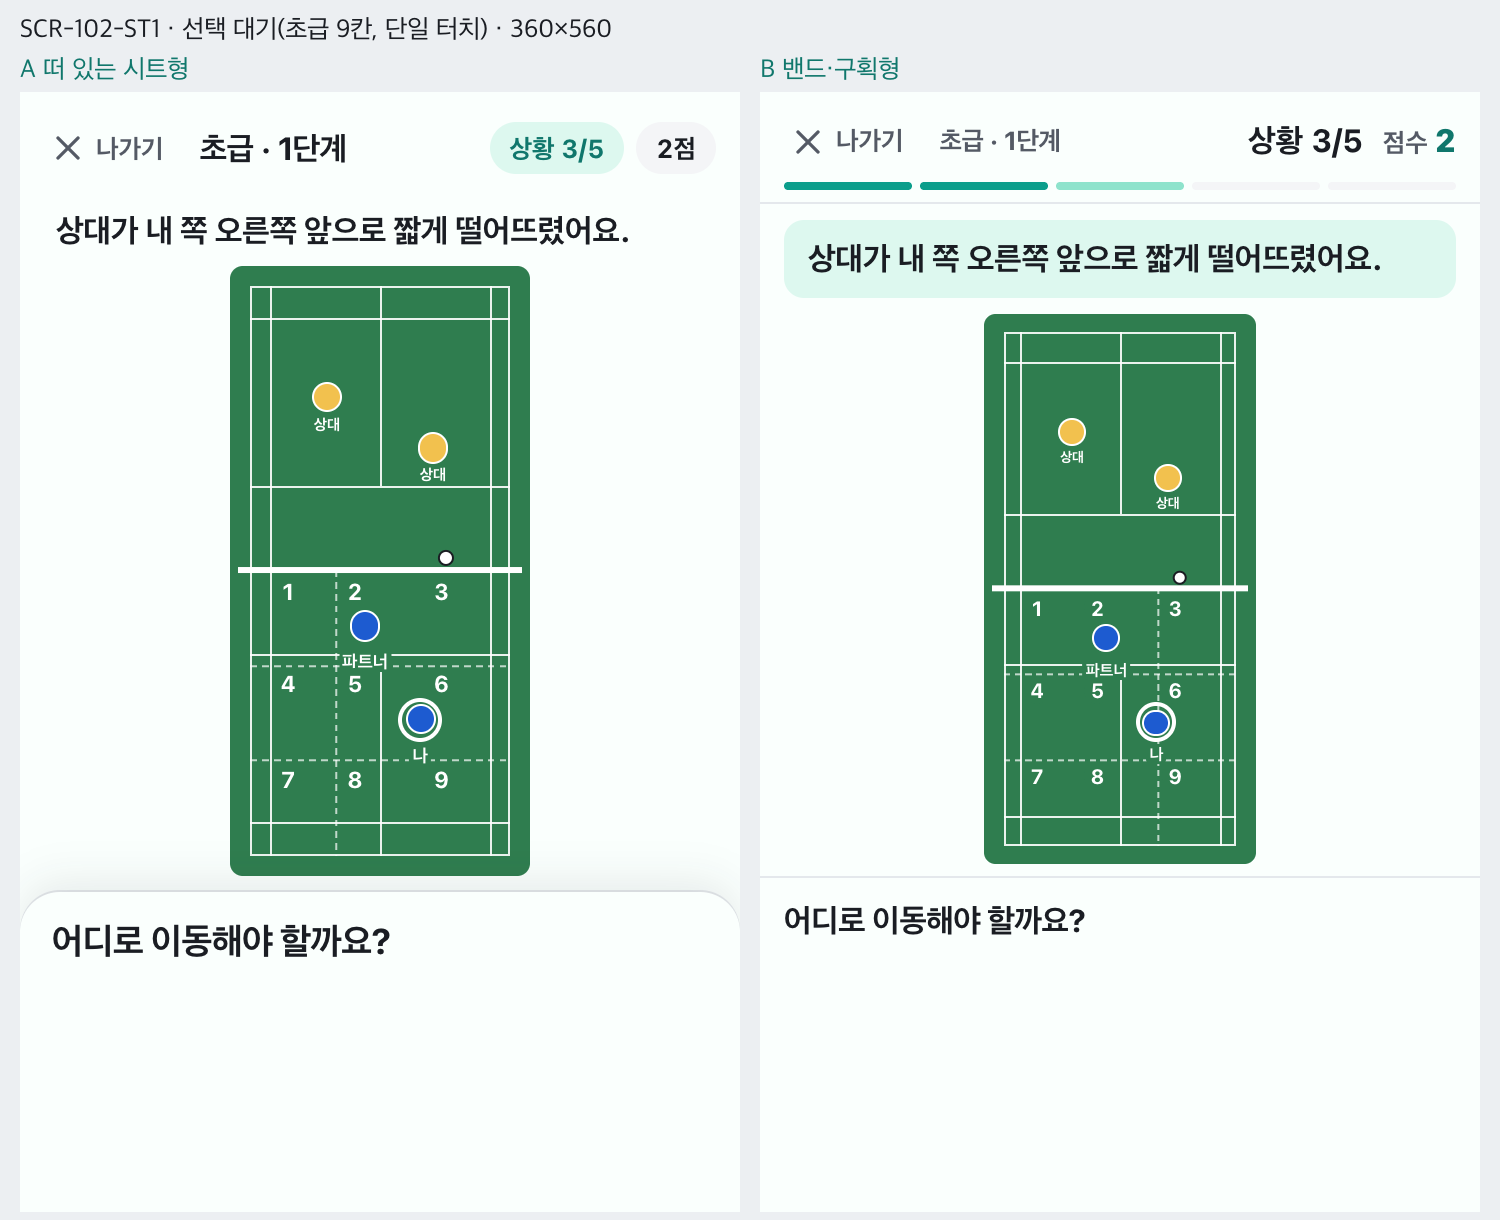 SCR-102-ST1 · 선택 대기(초급 9칸, 단일 터치) · 360×560
A 떠 있는 시트형
나가기 초급 · 1단계 상황 3/5 2점
상대가 내 쪽 오른쪽 앞으로 짧게 떨어뜨렸어요.
상대
상대
1 2 3
파트너
4 5 6
나
7 8 9
어디로 이동해야 할까요?
B 밴드·구획형
나가기 초급 · 1단계 상황 3/5 점수 2
상대가 내 쪽 오른쪽 앞으로 짧게 떨어뜨렸어요.
상대
상대
1 2 3
파트너
4 5 6
나
7 8 9
어디로 이동해야 할까요?